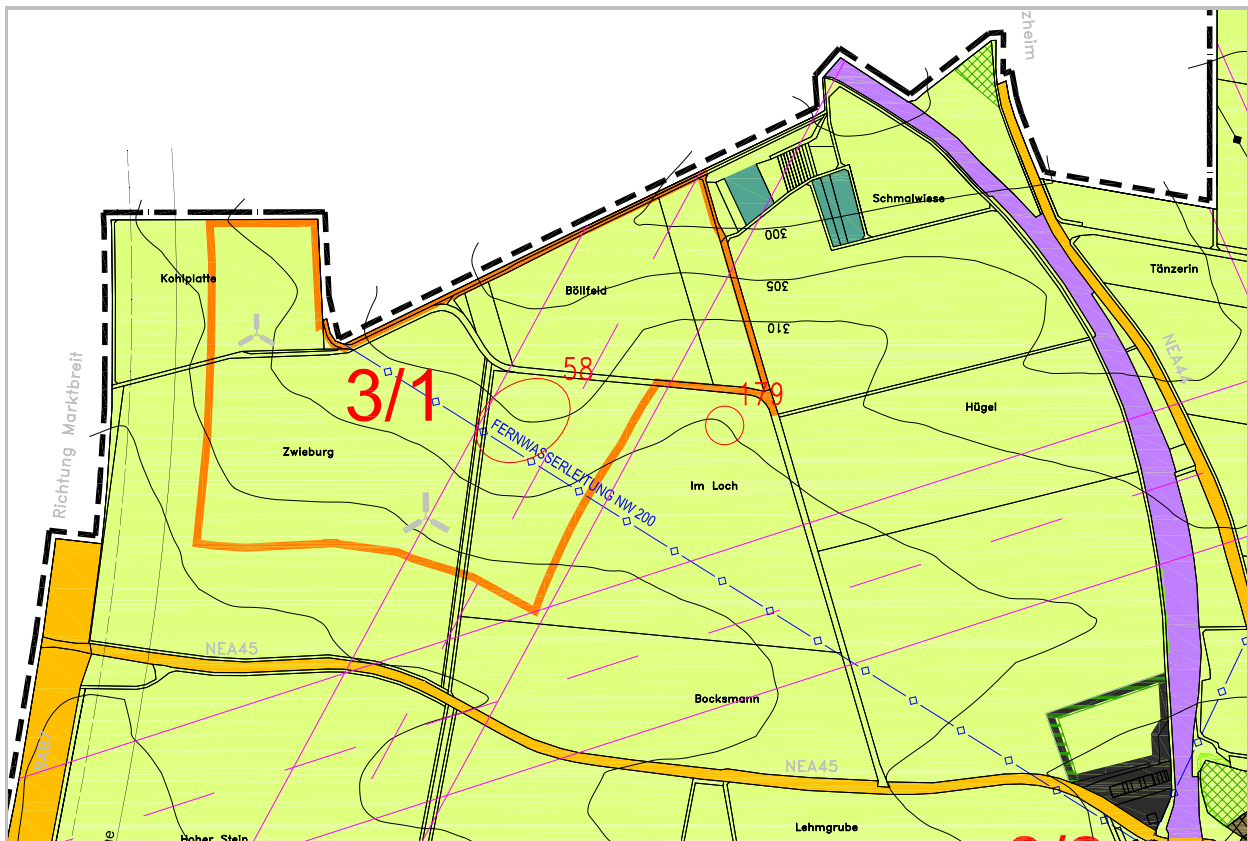 zheim
Schmalwiese
300
Tänzerin
Kohlplatte
Böllfeld
305
310
NEA44
Richtung Marktbreit
58
3/1
179
Hügel
Zwieburg
FERNWASSERLEITUNG NW 200
Im Loch
NEA45
Bocksmann
BAB7
NEA45
Lehmgrube
Hoher Stein